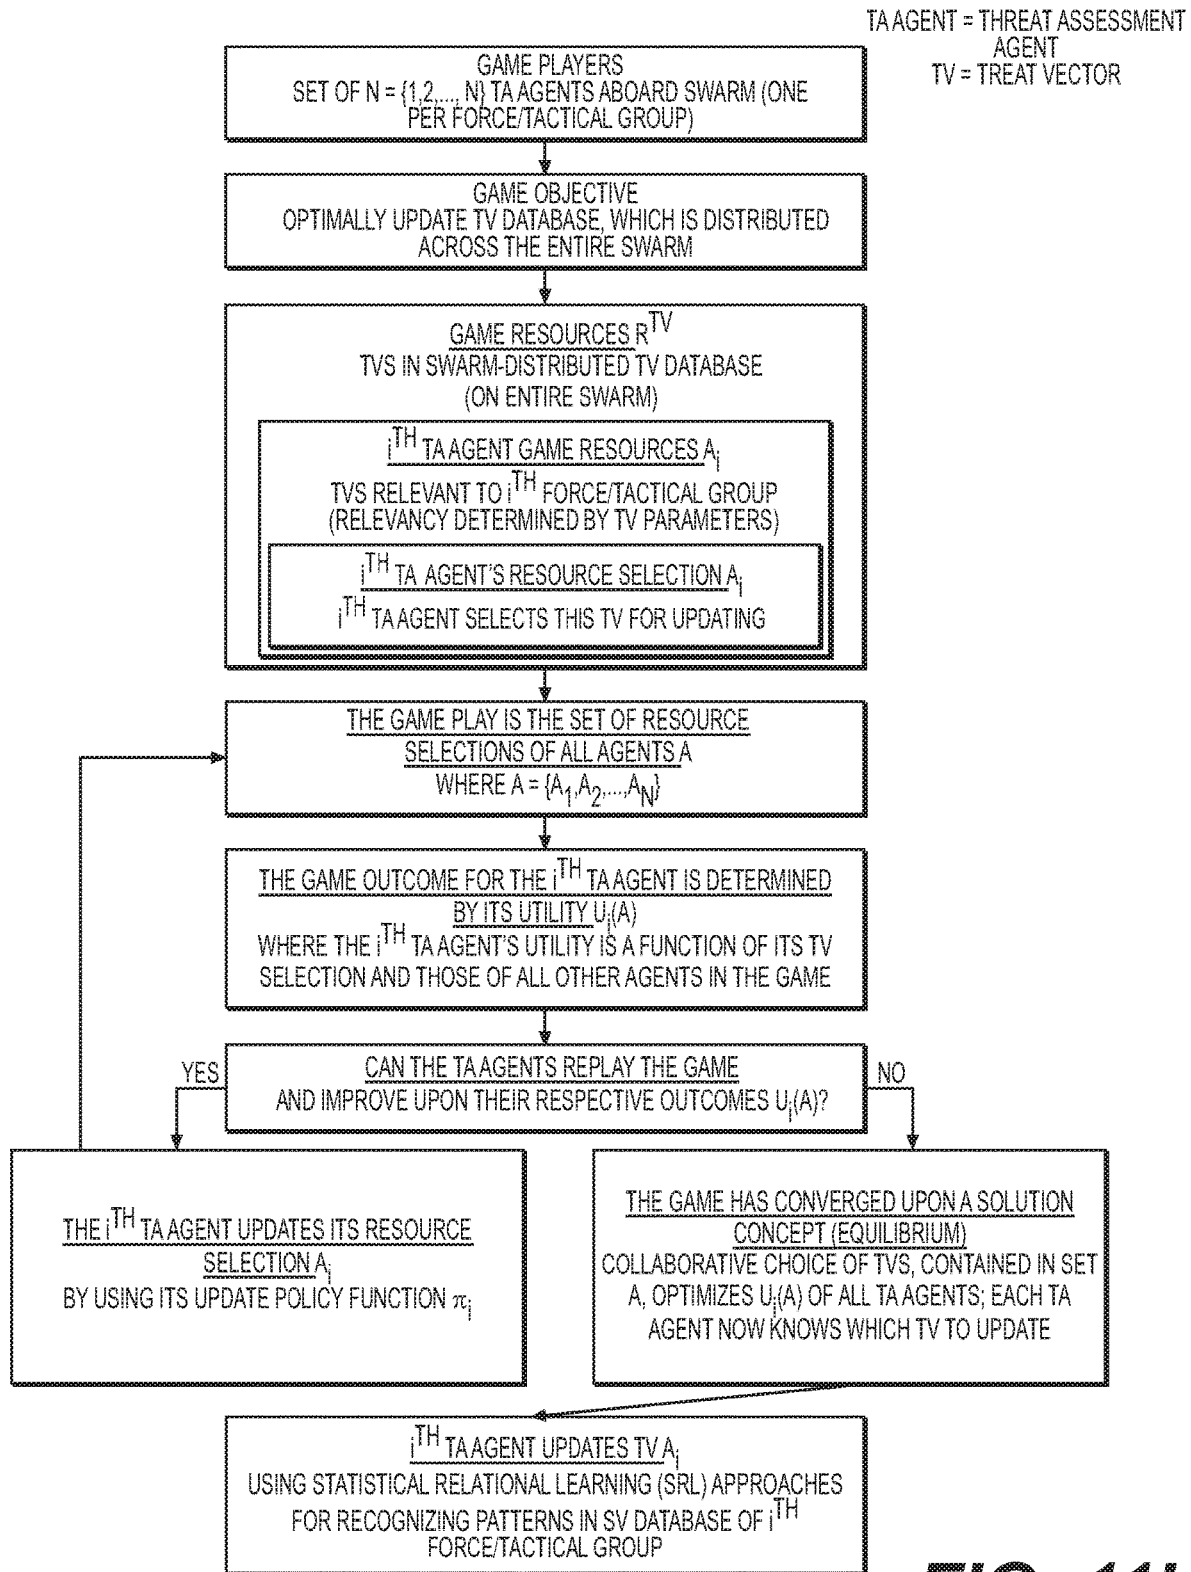 TA AGENT = THREAT ASSESSMENT
AGENT
TV = TREAT VECTOR
GAME PLAYERS
SET OF N = {1,2,..., N} TA AGENTS ABOARD SWARM (ONE
PER FORCE/TACTICAL GROUP)
GAME OBJECTIVE
OPTIMALLY UPDATE TV DATABASE, WHICH IS DISTRIBUTED
ACROSS THE ENTIRE SWARM
GAME RESOURCES R^TV
TVS IN SWARM-DISTRIBUTED TV DATABASE
(ON ENTIRE SWARM)
i^TH TA AGENT GAME RESOURCES A_i
TVS RELEVANT TO i^TH FORCE/TACTICAL GROUP
(RELEVANCY DETERMINED BY TV PARAMETERS)
i^TH TA AGENT'S RESOURCE SELECTION A_i
i^TH TA AGENT SELECTS THIS TV FOR UPDATING
THE GAME PLAY IS THE SET OF RESOURCE
SELECTIONS OF ALL AGENTS A
WHERE A = {A_1,A_2,...,A_N}
THE GAME OUTCOME FOR THE i^TH TA AGENT IS DETERMINED
BY ITS UTILITY U_i(A)
WHERE THE i^TH TA AGENT'S UTILITY IS A FUNCTION OF ITS TV
SELECTION AND THOSE OF ALL OTHER AGENTS IN THE GAME
YES
CAN THE TA AGENTS REPLAY THE GAME
AND IMPROVE UPON THEIR RESPECTIVE OUTCOMES U_i(A)?
NO
THE i^TH TA AGENT UPDATES ITS RESOURCE
SELECTION A_i
BY USING ITS UPDATE POLICY FUNCTION π_i
THE GAME HAS CONVERGED UPON A SOLUTION
CONCEPT (EQUILIBRIUM)
COLLABORATIVE CHOICE OF TVS, CONTAINED IN SET
A, OPTIMIZES U_i(A) OF ALL TA AGENTS; EACH TA
AGENT NOW KNOWS WHICH TV TO UPDATE
i^TH TA AGENT UPDATES TV A_i
USING STATISTICAL RELATIONAL LEARNING (SRL) APPROACHES
FOR RECOGNIZING PATTERNS IN SV DATABASE OF i^TH
FORCE/TACTICAL GROUP